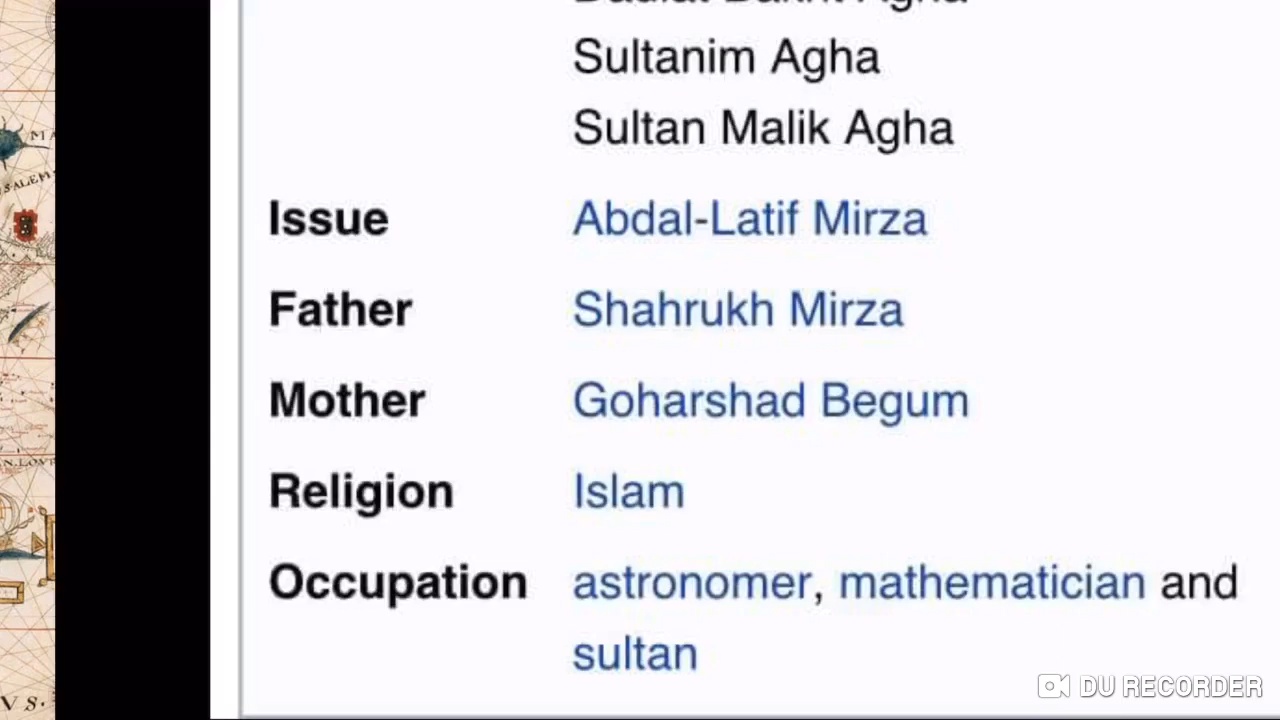 Sultanim Agha
Sultan Malik Agha
Issue Abdal-Latif Mirza
Father Shahrukh Mirza
Mother Goharshad Begum
Religion Islam
Occupation astronomer, mathematician and
sultan
DU RECORDER